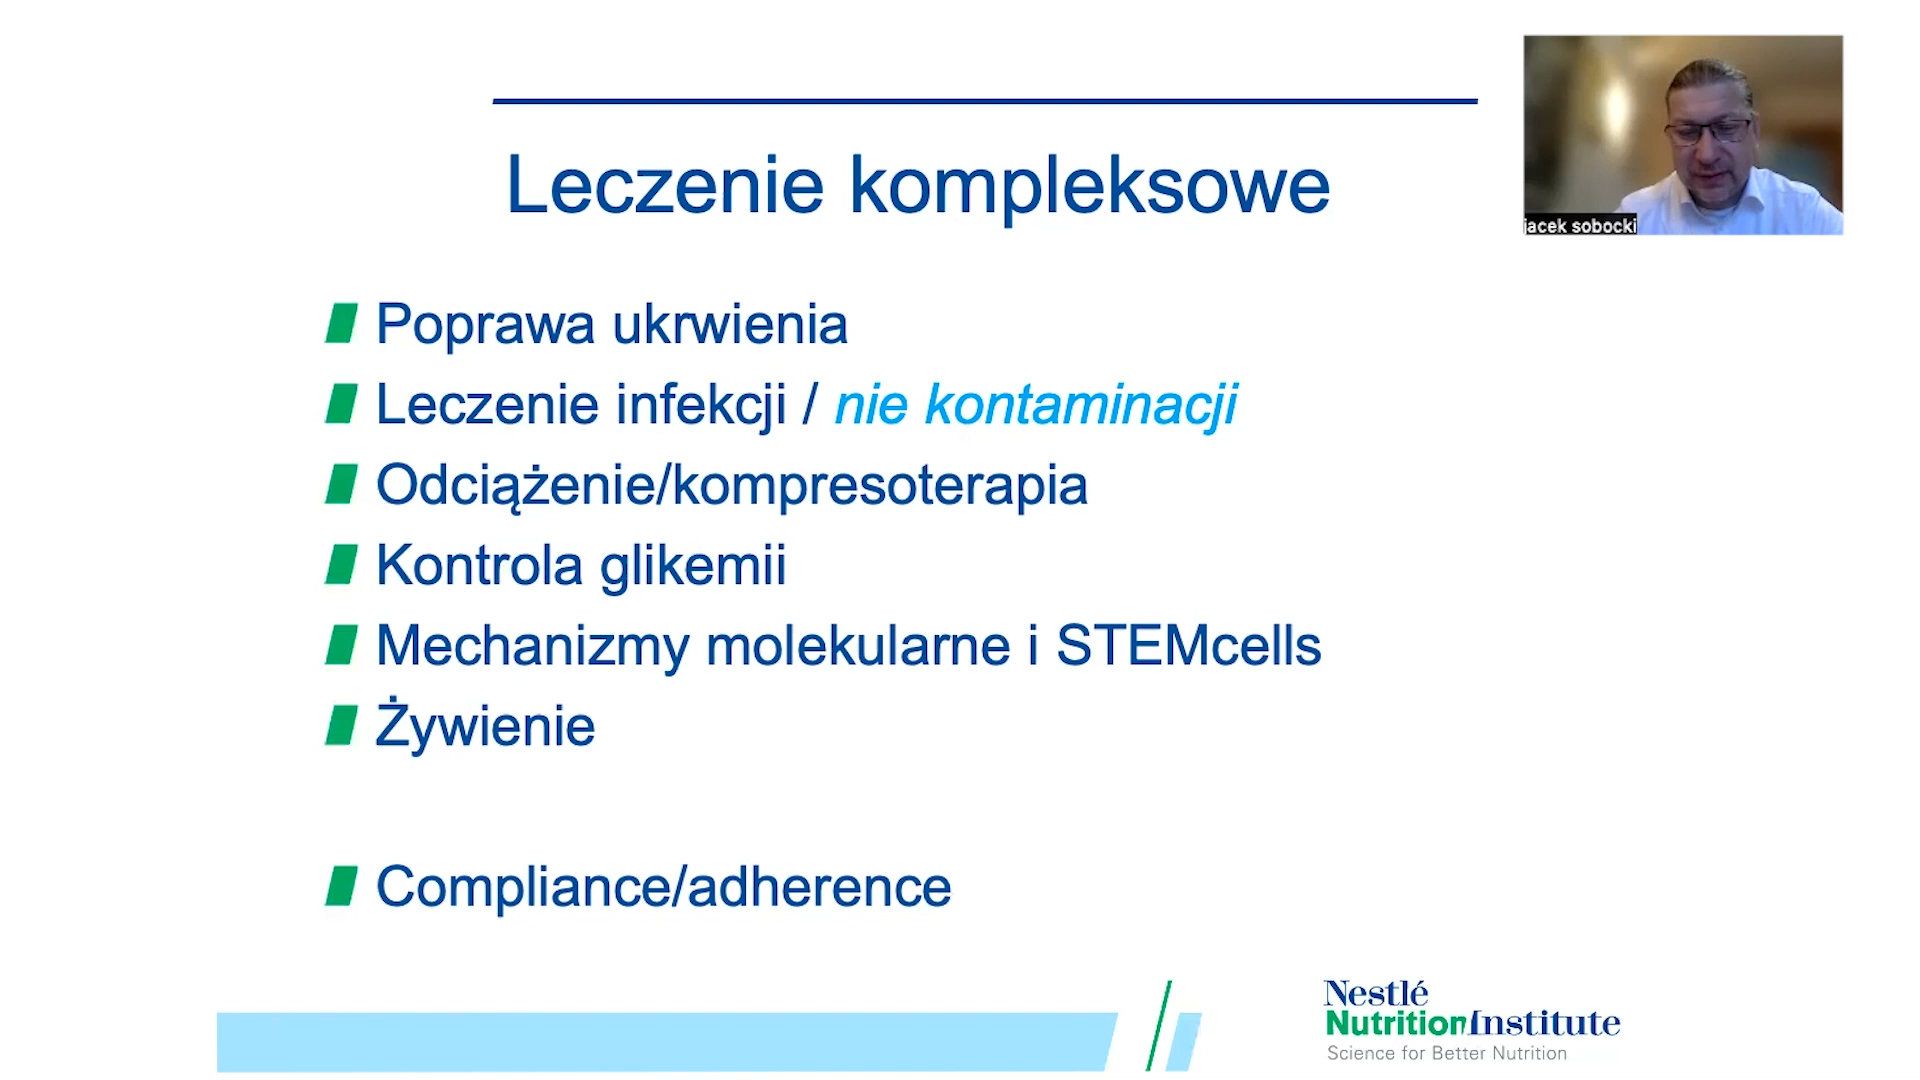 Leczenie kompleksowe
jacek sobocki
Poprawa ukrwienia
Leczenie infekcji / nie kontaminacji
Odciążenie/kompresoterapia
Kontrola glikemii
Mechanizmy molekularne i STEMcells
Żywienie
Compliance/adherence
Nestlé
NutritionInstitute
Science for Better Nutrition